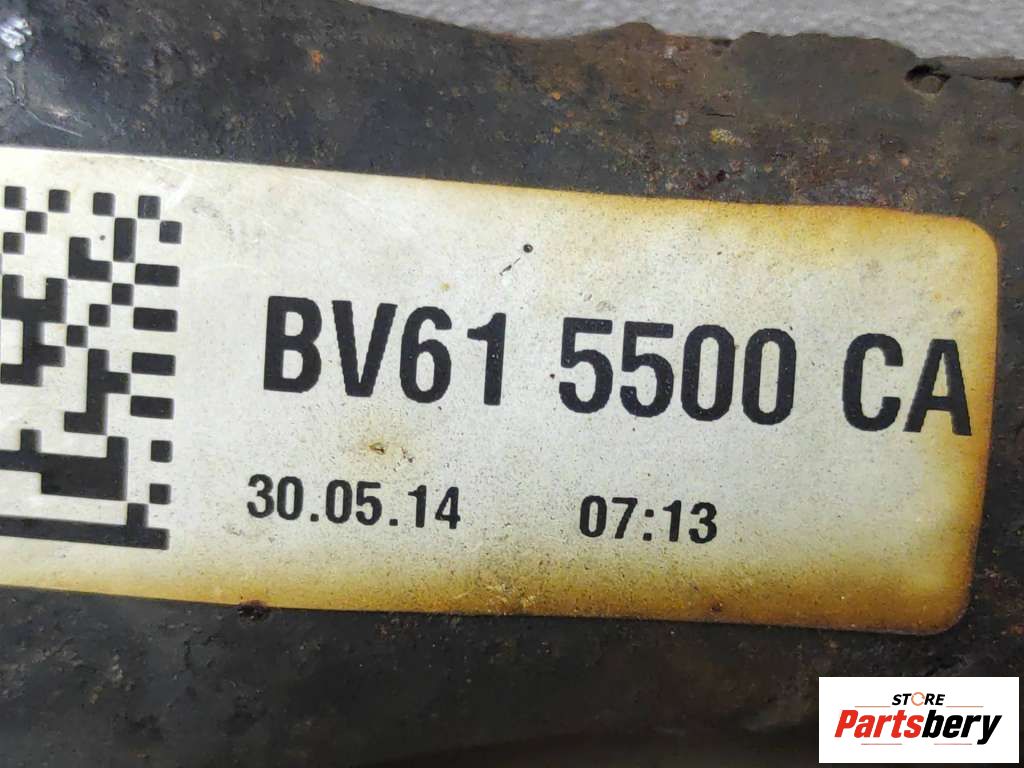 BV61 5500 CA
30.05.14 07:13
STORE
Partsbery